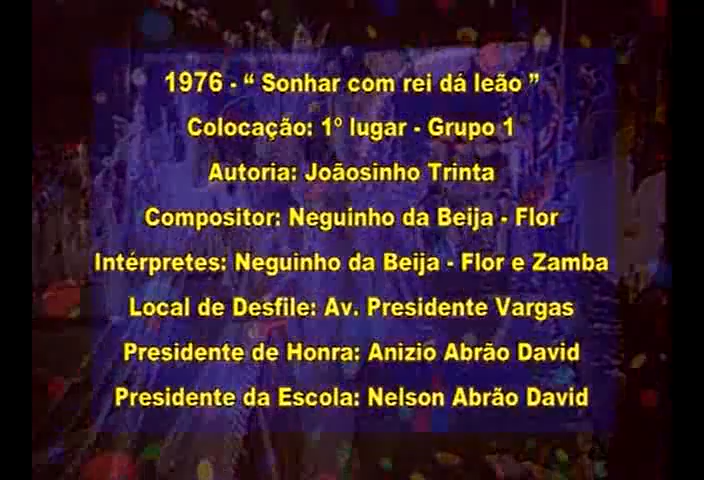 1976 - “ Sonhar com rei dá leão ”
Colocação: 1º lugar - Grupo 1
Autoria: Joãosinho Trinta
Compositor: Neguinho da Beija - Flor
Intérpretes: Neguinho da Beija - Flor e Zamba
Local de Desfile: Av. Presidente Vargas
Presidente de Honra: Anizio Abrão David
Presidente da Escola: Nelson Abrão David